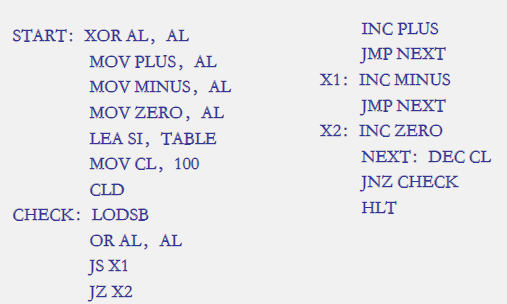 START: XOR AL, AL
MOV PLUS, AL
MOV MINUS, AL
MOV ZERO, AL
LEA SI, TABLE
MOV CL, 100
CLD
CHECK: LODSB
OR AL, AL
JS X1
JZ X2
INC PLUS
JMP NEXT
X1: INC MINUS
JMP NEXT
X2: INC ZERO
NEXT: DEC CL
JNZ CHECK
HLT